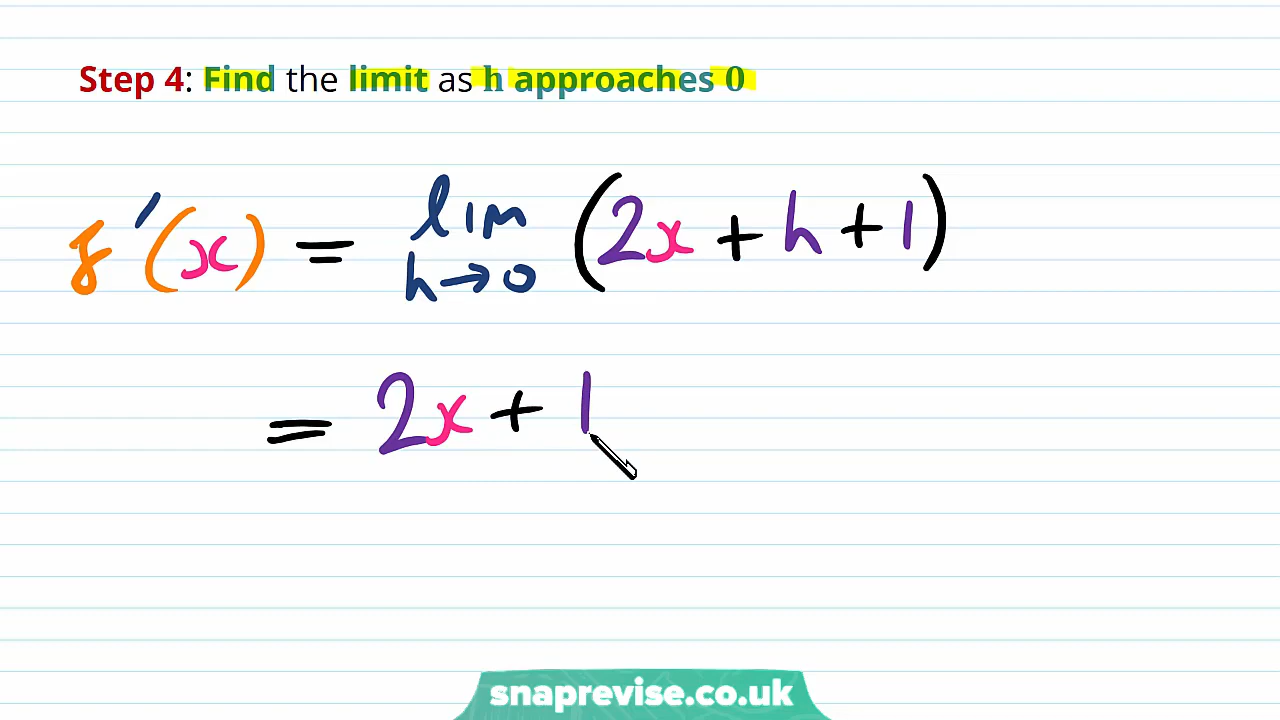 Step 4: Find the limit as h approaches 0
f'(x) = lim h→0 (2x + h + 1)
= 2x + 1
snaprevise.co.uk